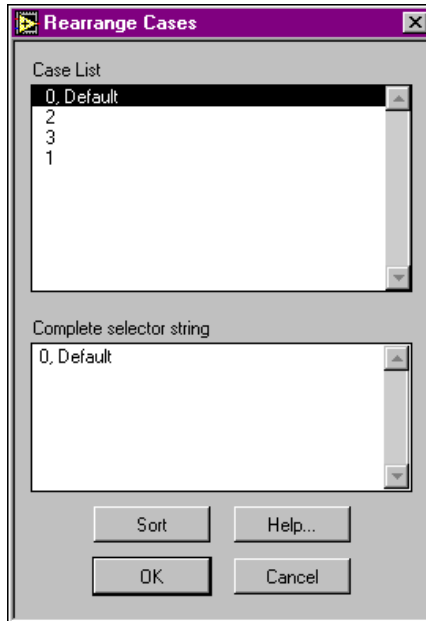 Rearrange Cases
Case List
0, Default
2
3
1
Complete selector string
0, Default
Sort Help...
OK Cancel